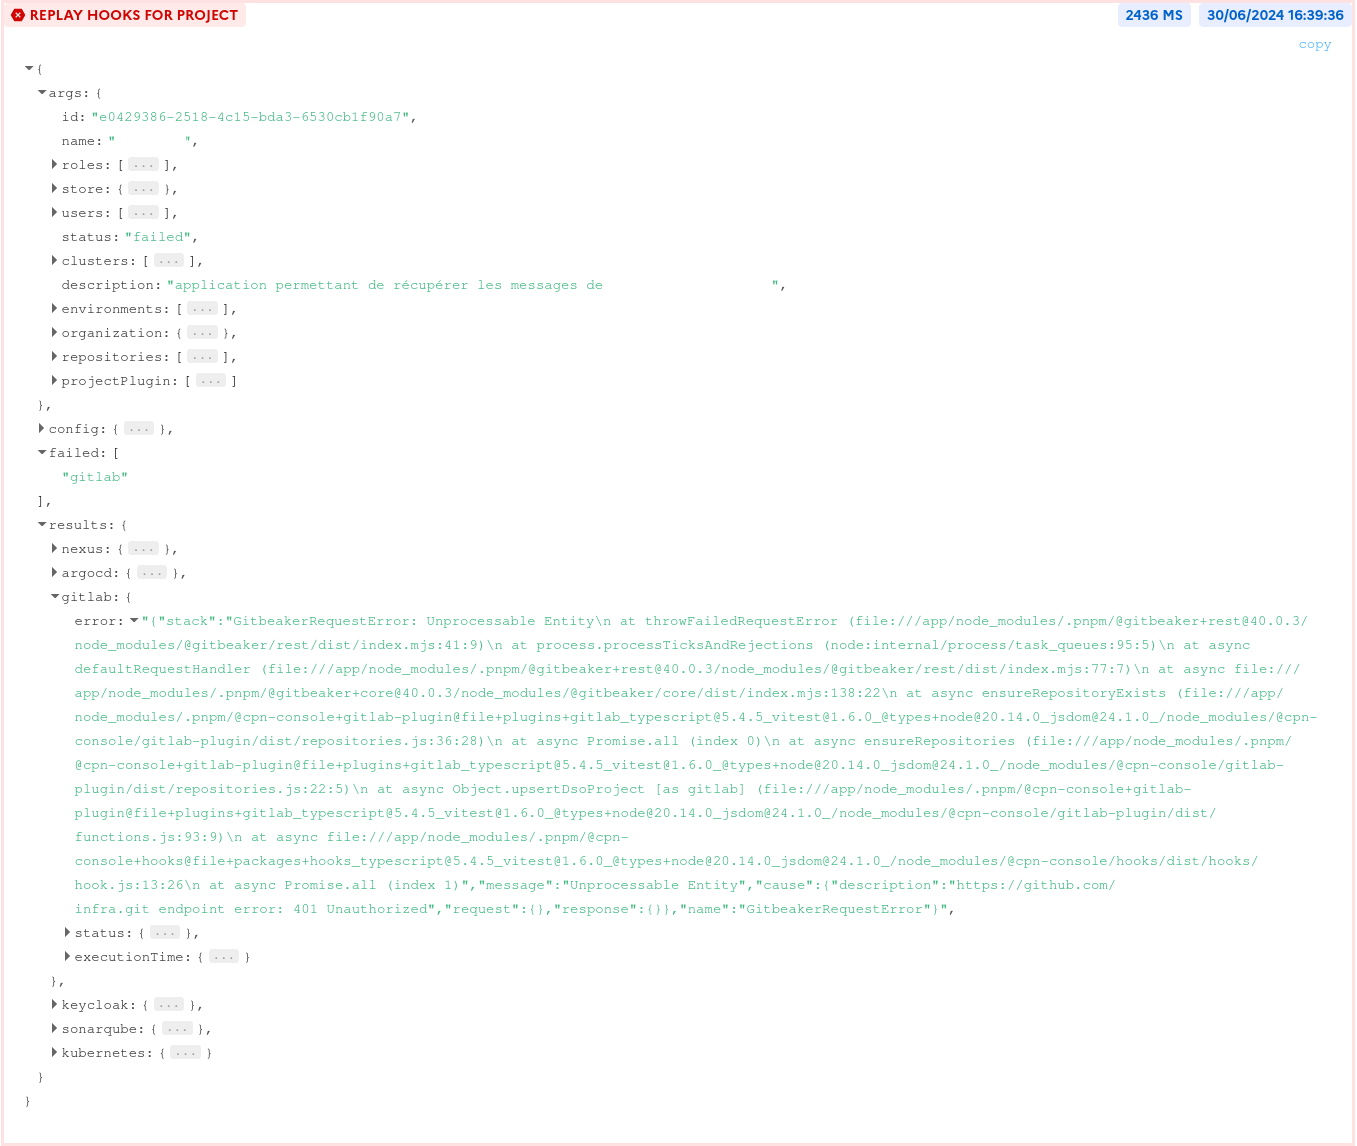 REPLAY HOOKS FOR PROJECT
2436 MS 30/06/2024 16:39:36
copy
{
args: {
id: "e0429386-2518-4c15-bda3-6530cb1f90a7",
name: " ",
roles: [ ... ],
store: { ... },
users: [ ... ],
status: "failed",
clusters: [ ... ],
description: "application permettant de récupérer les messages de ",
environments: [ ... ],
organization: { ... },
repositories: [ ... ],
projectPlugin: [ ... ]
},
config: { ... },
failed: [
"gitlab"
],
results: {
nexus: { ... },
argocd: { ... },
gitlab: {
error: "{"stack":"GitbeakerRequestError: Unprocessable Entity\n at throwFailedRequestError (file:///app/node_modules/.pnpm/@gitbeaker+rest@40.0.3/
node_modules/@gitbeaker/rest/dist/index.mjs:41:9)\n at process.processTicksAndRejections (node:internal/process/task_queues:95:5)\n at async
defaultRequestHandler (file:///app/node_modules/.pnpm/@gitbeaker+rest@40.0.3/node_modules/@gitbeaker/rest/dist/index.mjs:77:7)\n at async file:///
app/node_modules/.pnpm/@gitbeaker+core@40.0.3/node_modules/@gitbeaker/core/dist/index.mjs:138:22\n at async ensureRepositoryExists (file:///app/
node_modules/.pnpm/@cpn-console+gitlab-plugin@file+plugins+gitlab_typescript@5.4.5_vitest@1.6.0_@types+node@20.14.0_jsdom@24.1.0_/node_modules/@cpn-
console/gitlab-plugin/dist/repositories.js:36:28)\n at async Promise.all (index 0)\n at async ensureRepositories (file:///app/node_modules/.pnpm/
@cpn-console+gitlab-plugin@file+plugins+gitlab_typescript@5.4.5_vitest@1.6.0_@types+node@20.14.0_jsdom@24.1.0_/node_modules/@cpn-console/gitlab-
plugin/dist/repositories.js:22:5)\n at async Object.upsertDsoProject [as gitlab] (file:///app/node_modules/.pnpm/@cpn-console+gitlab-
plugin@file+plugins+gitlab_typescript@5.4.5_vitest@1.6.0_@types+node@20.14.0_jsdom@24.1.0_/node_modules/@cpn-console/gitlab-plugin/dist/
functions.js:93:9)\n at async file:///app/node_modules/.pnpm/@cpn-
console+hooks@file+packages+hooks_typescript@5.4.5_vitest@1.6.0_@types+node@20.14.0_jsdom@24.1.0_/node_modules/@cpn-console/hooks/dist/hooks/
hook.js:13:26\n at async Promise.all (index 1)","message":"Unprocessable Entity","cause":{"description":"https://github.com/
infra.git endpoint error: 401 Unauthorized","request":{},"response":{}},"name":"GitbeakerRequestError"}",
status: { ... },
executionTime: { ... }
},
keycloak: { ... },
sonarqube: { ... },
kubernetes: { ... }
}
}